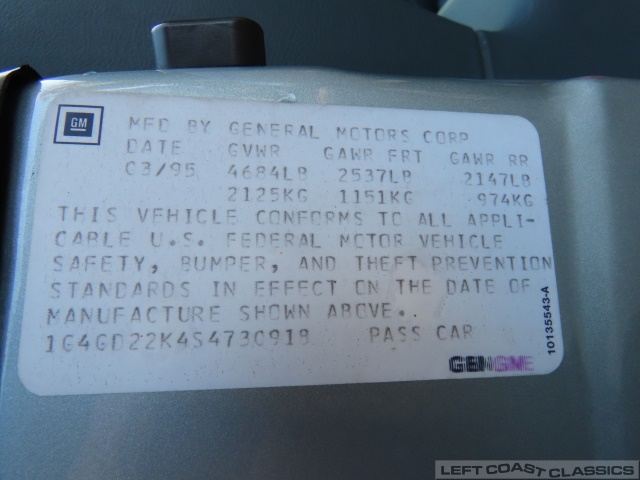 GM
MFD BY GENERAL MOTORS CORP
DATE GVWR GAWR FRT GAWR RR
03/95 4684LB 2537LB 2147LB
2125KG 1151KG 974KG
THIS VEHICLE CONFORMS TO ALL APPLI-
CABLE U.S. FEDERAL MOTOR VEHICLE
SAFETY, BUMPER, AND THEFT PREVENTION
STANDARDS IN EFFECT ON THE DATE OF
MANUFACTURE SHOWN ABOVE.
1G4GD22K4S4730918 PASS CAR
10135543-A
LEFT COAST CLASSICS